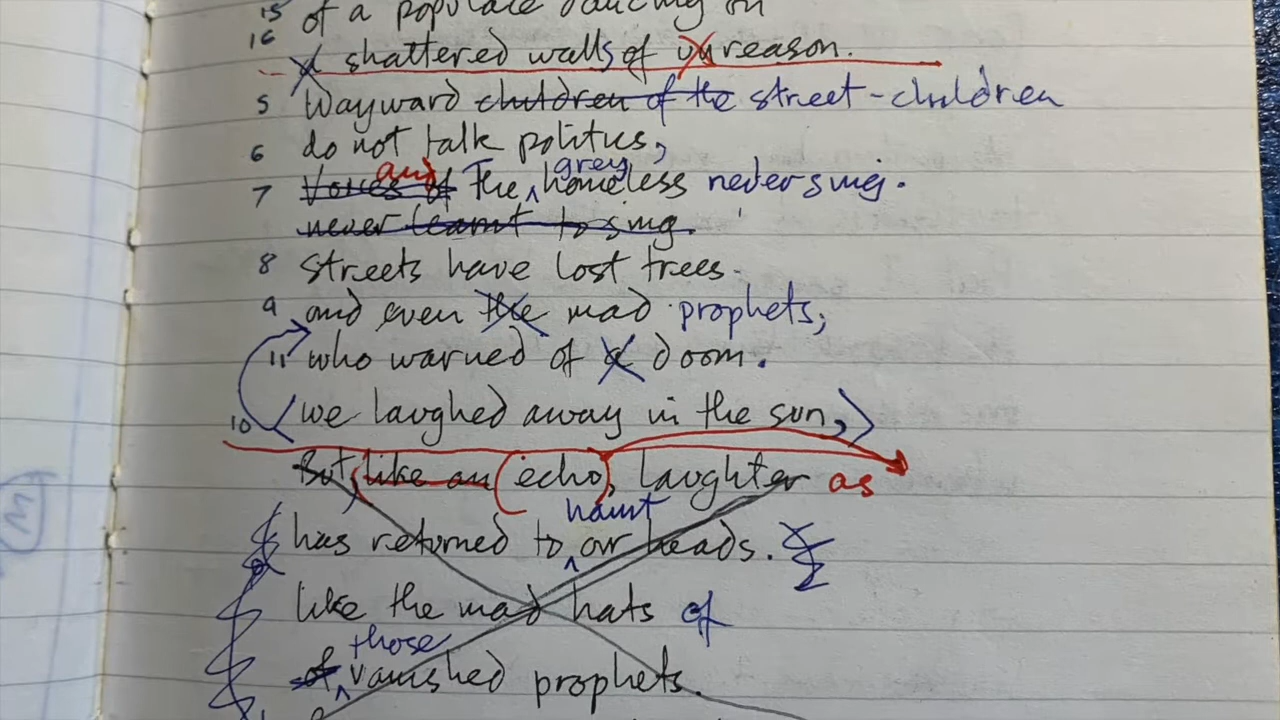 15 of a populace dancing on
16 a shattered walls of unreason.
5 Wayward children of the street-children
6 do not talk politics,
and grey
7 Voices of The homeless never sing.
never learnt to sing.
8 streets have lost trees.
9 and even the mad prophets,
11 who warned of a doom.
10 (we laughed away in the sun,)
But, like an (echo), laughter as
haunt
has returned to our heads.
like the mad hats of
those
of vanished prophets.